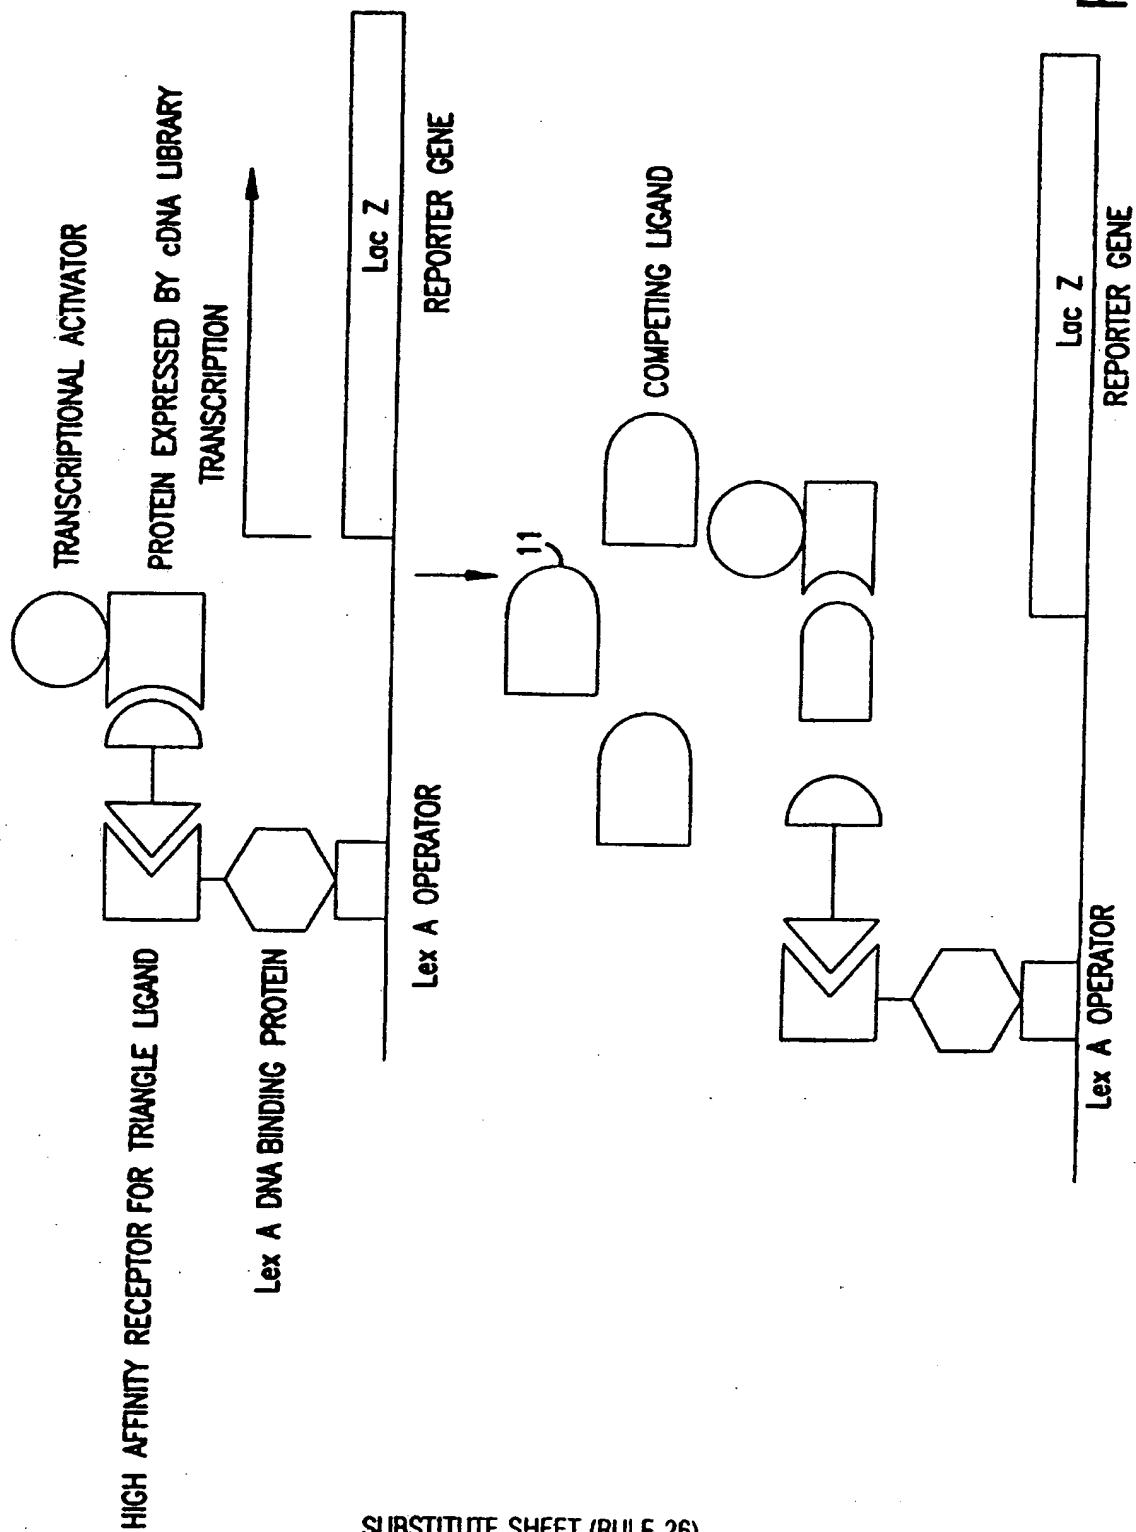 TRANSCRIPTIONAL ACTIVATOR
PROTEIN EXPRESSED BY cDNA LIBRARY
HIGH AFFINITY RECEPTOR FOR TRIANGLE LIGAND
TRANSCRIPTION
Lex A DNA BINDING PROTEIN
Lac Z
Lex A OPERATOR
REPORTER GENE
11
COMPETING LIGAND
Lac Z
Lex A OPERATOR
REPORTER GENE
SUBSTITUTE SHEET (RULE 26)